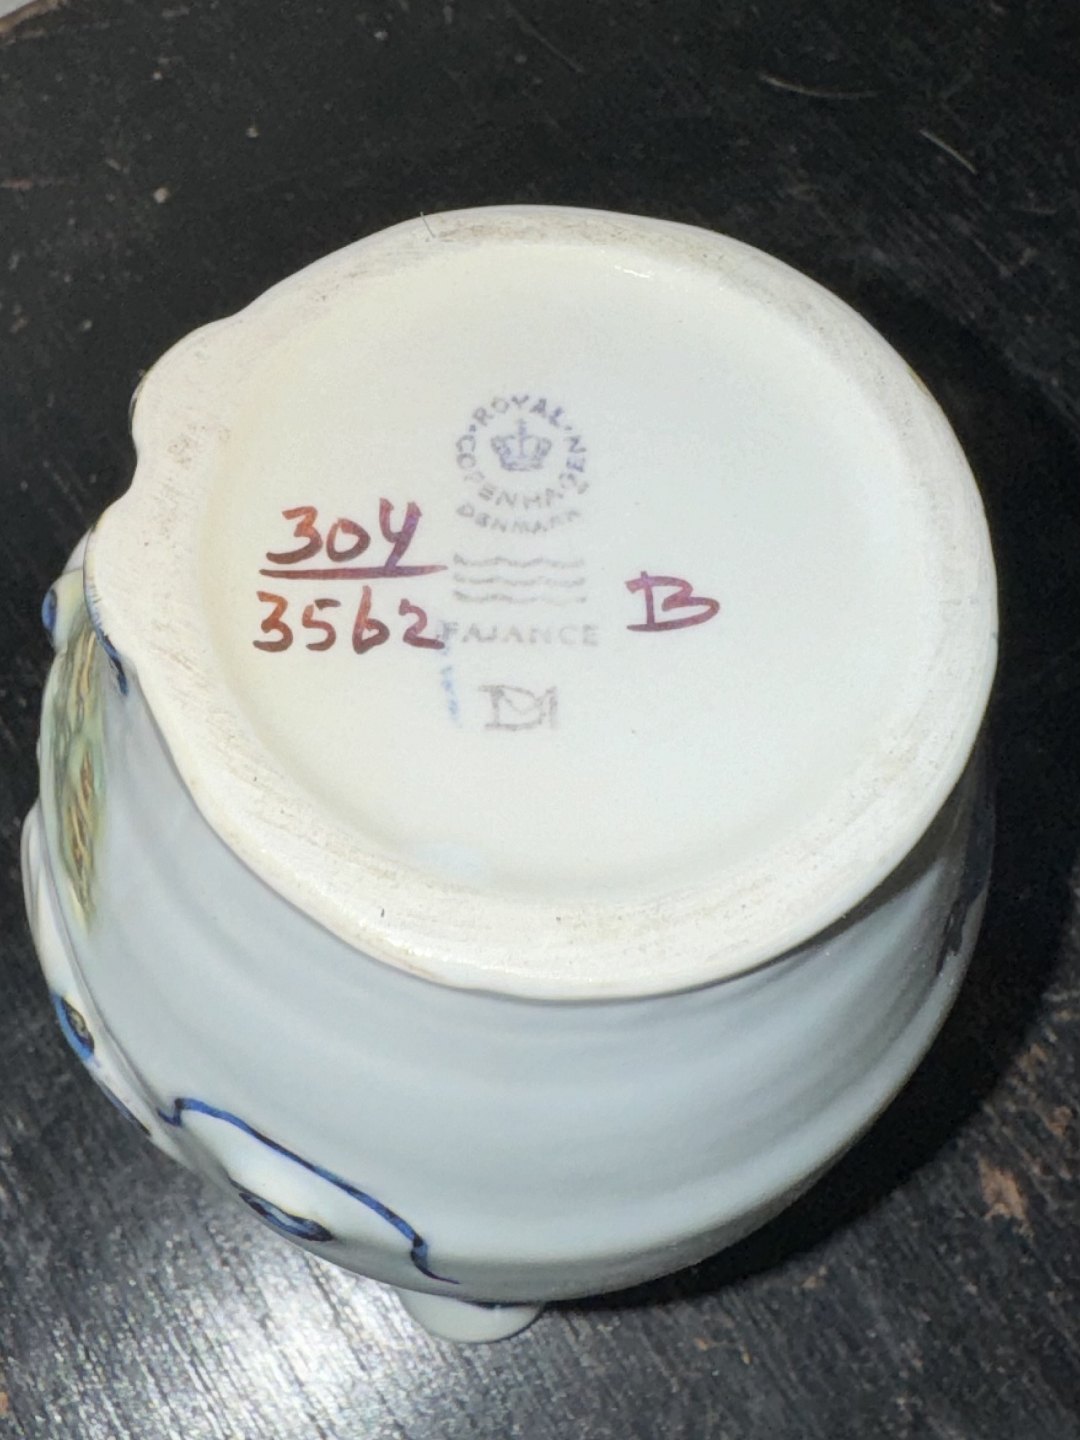 ROYAL COPENHAGEN
DENMARK
304
3562
B
FAJANCE